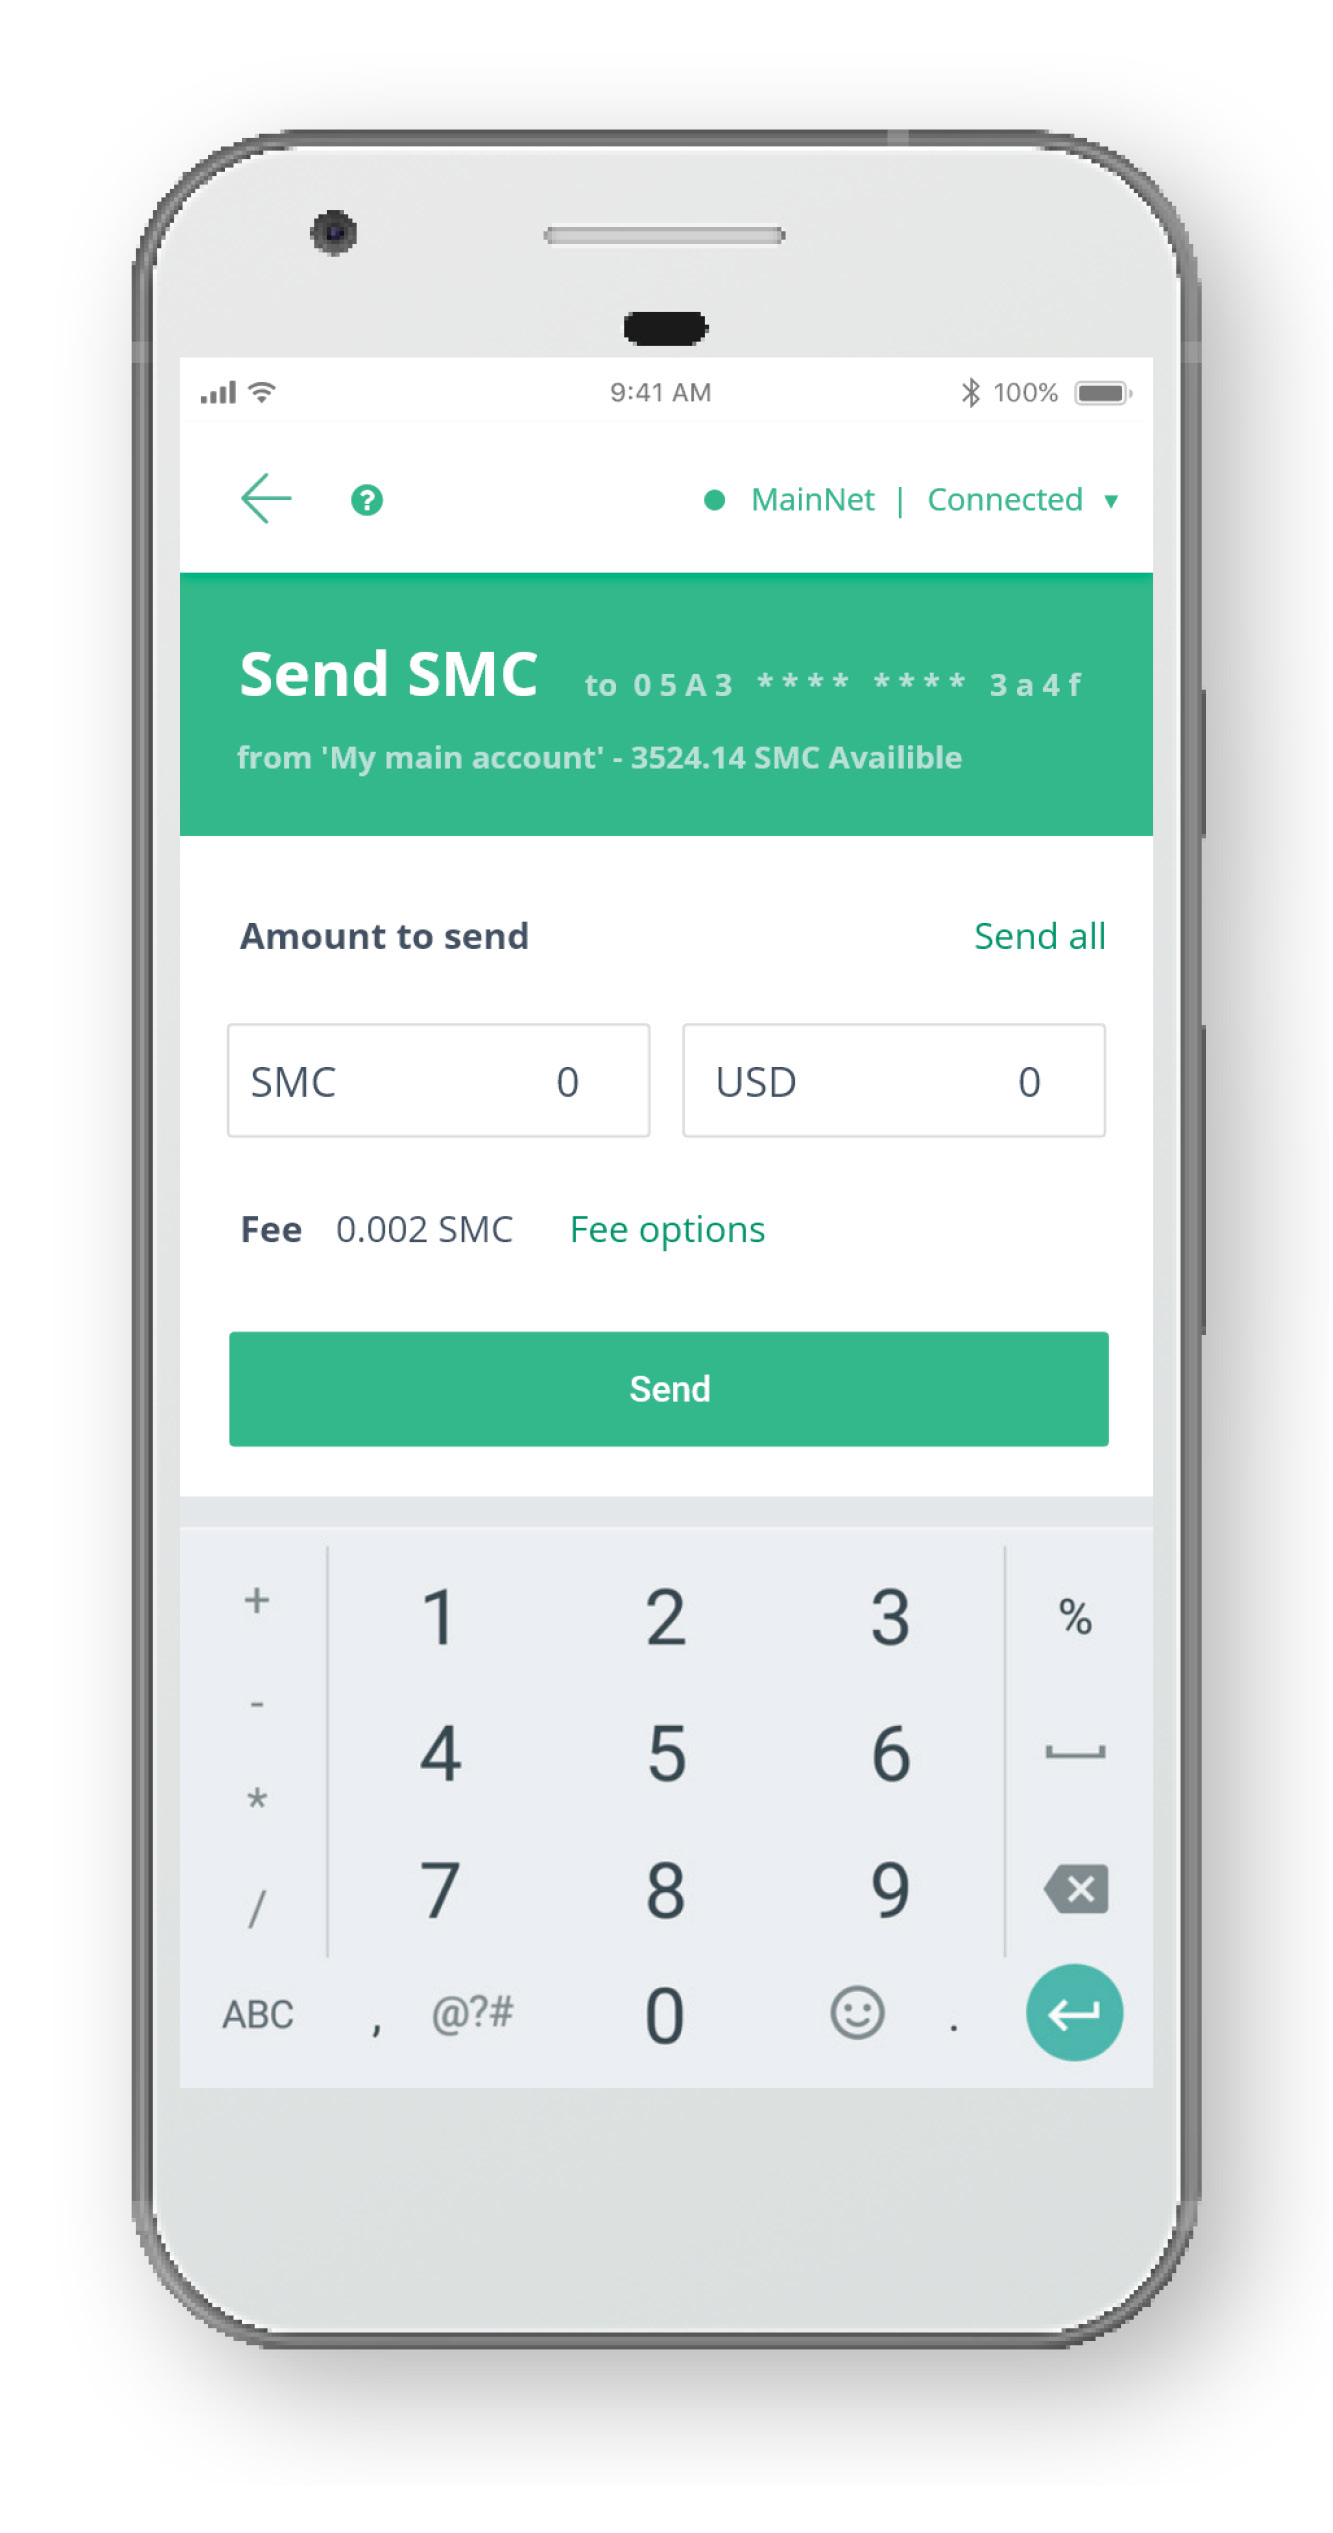 9:41 AM 100%
? MainNet | Connected ▾
Send SMC to 05A3 **** **** 3a4f
from 'My main account' - 3524.14 SMC Availible
Amount to send Send all
SMC 0 USD 0
Fee 0.002 SMC Fee options
Send
+ 1 2 3 %
- 4 5 6
* 7 8 9
/
ABC , @?# 0 .